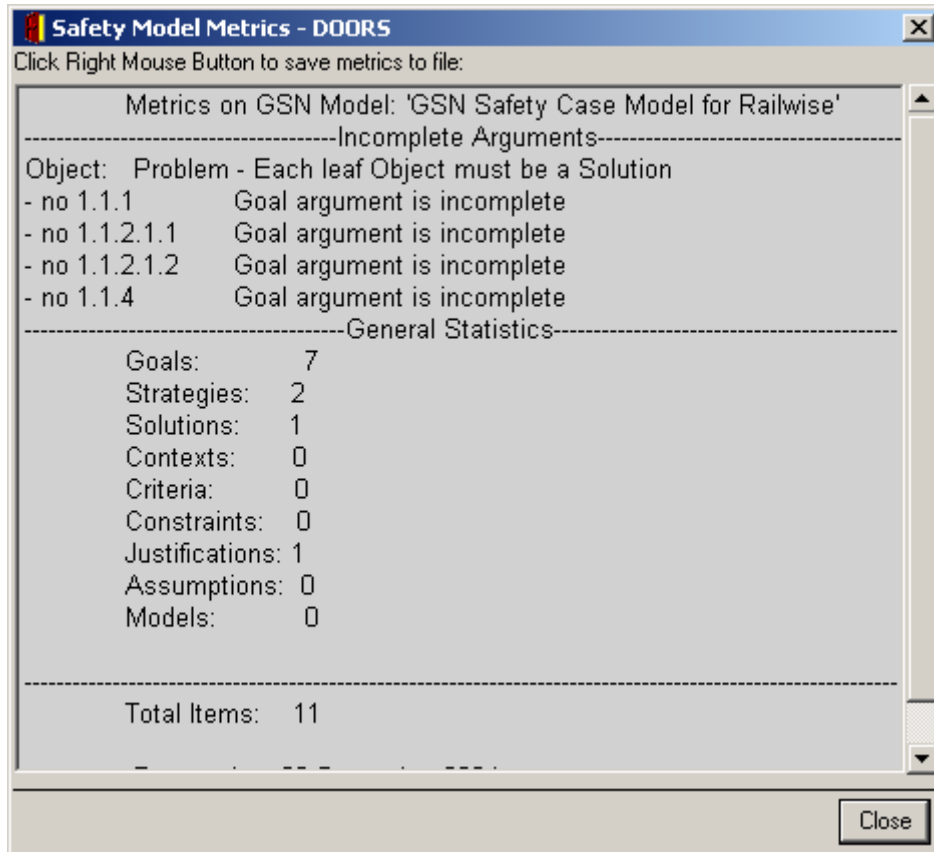 Safety Model Metrics - DOORS
Click Right Mouse Button to save metrics to file:
Metrics on GSN Model: 'GSN Safety Case Model for Railwise'
-----------------------------------Incomplete Arguments-----------------------------------
Object: Problem - Each leaf Object must be a Solution
- no 1.1.1 Goal argument is incomplete
- no 1.1.2.1.1 Goal argument is incomplete
- no 1.1.2.1.2 Goal argument is incomplete
- no 1.1.4 Goal argument is incomplete
------------------------------------General Statistics---------------------------------------
Goals: 7
Strategies: 2
Solutions: 1
Contexts: 0
Criteria: 0
Constraints: 0
Justifications: 1
Assumptions: 0
Models: 0
----------------------------------------------------------------------------------------------------
Total Items: 11
Close